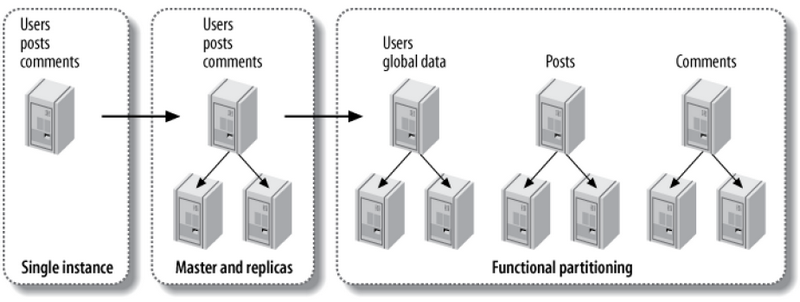 Users
posts
comments
Single instance
Users
posts
comments
Master and replicas
Users
global data
Posts
Comments
Functional partitioning